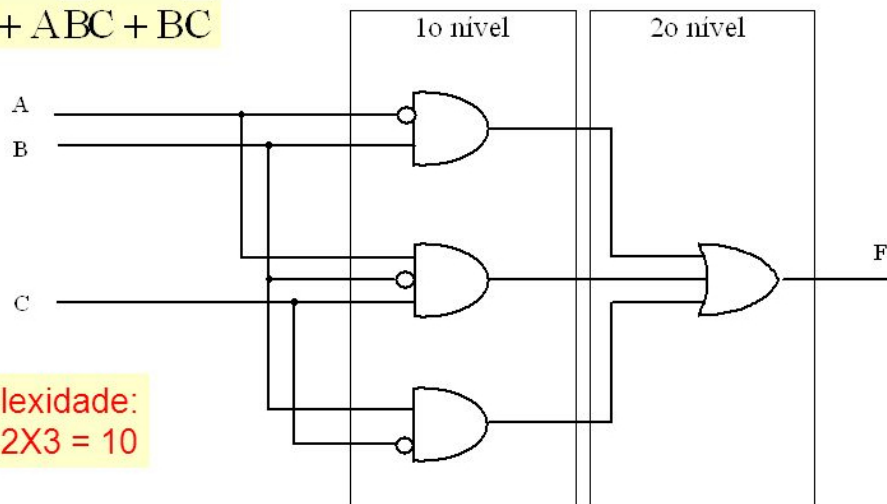 + ABC + BC
1o nível
2o nível
A
B
C
F
lexidade:
2X3 = 10